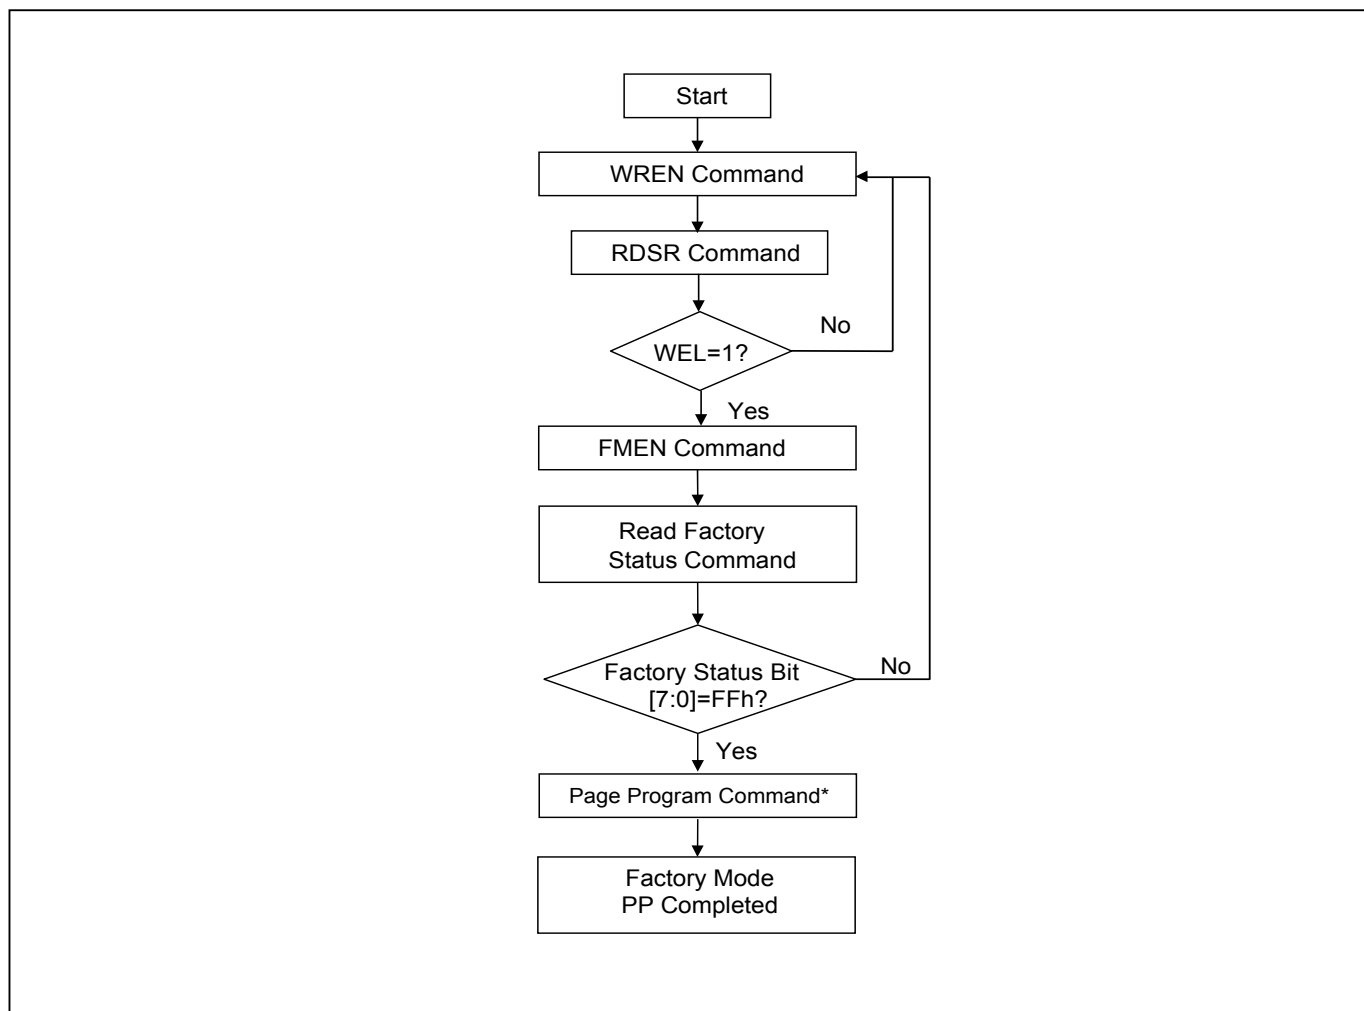 Start
WREN Command
RDSR Command
WEL=1?
No
Yes
FMEN Command
Read Factory
Status Command
Factory Status Bit
[7:0]=FFh?
No
Yes
Page Program Command*
Factory Mode
PP Completed